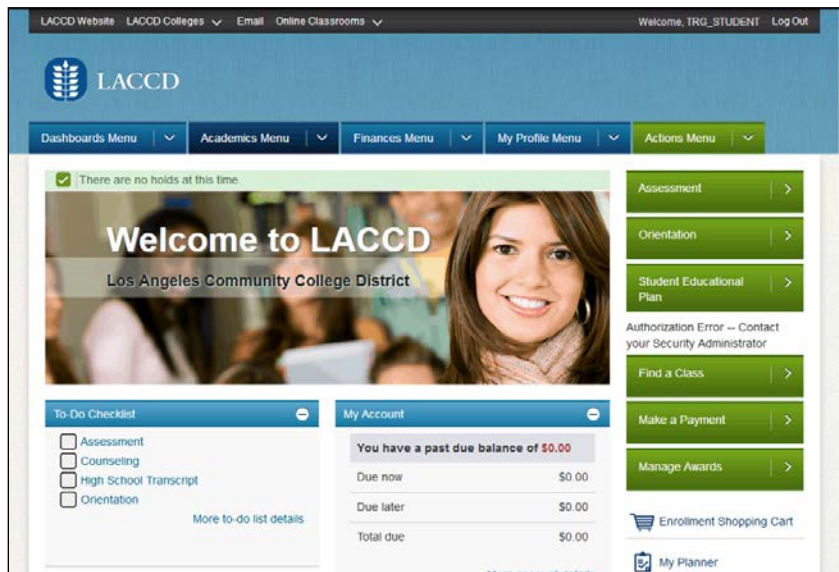 LACCD Website LACCD Colleges Email Online Classrooms Welcome, TRG_STUDENT Log Out
LACCD
Dashboards Menu Academics Menu Finances Menu My Profile Menu Actions Menu
There are no holds at this time.
Welcome to LACCD
Los Angeles Community College District
Assessment
Orientation
Student Educational
Plan
Authorization Error -- Contact
your Security Administrator
Find a Class
Make a Payment
Manage Awards
Enrollment Shopping Cart
My Planner
To-Do Checklist
Assessment
Counseling
High School Transcript
Orientation
More to-do list details
My Account
You have a past due balance of $0.00
Due now $0.00
Due later $0.00
Total due $0.00